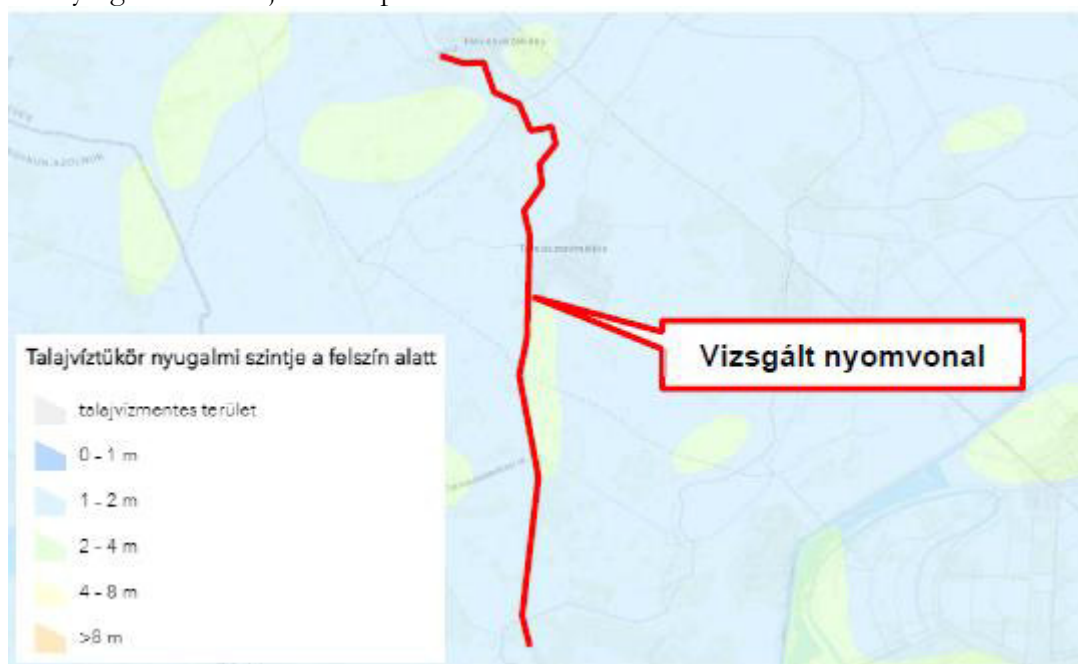 Vizsgált nyomvonal
Talajvíztükör nyugalmi szintje a felszín alatt
talajvízmentes terület
0 - 1 m
1 - 2 m
2 - 4 m
4 - 8 m
>8 m